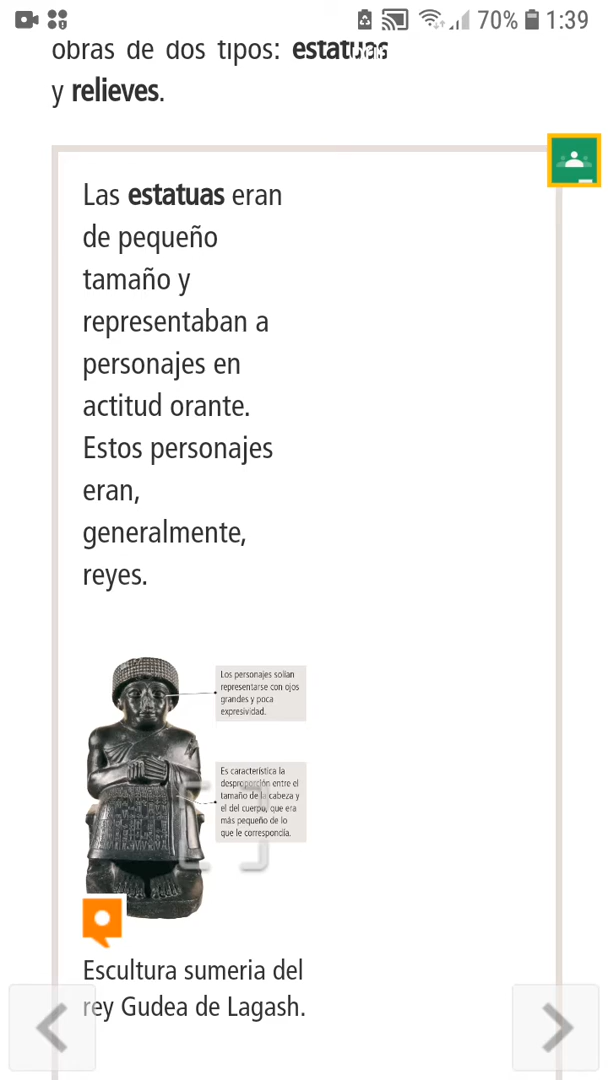 70% 1:39
obras de dos tipos: estatuas
y relieves.
Las estatuas eran
de pequeño
tamaño y
representaban a
personajes en
actitud orante.
Estos personajes
eran,
generalmente,
reyes.
Los personajes solían
representarse con ojos
grandes y poca
expresividad.
Es característica la
desproporción entre el
tamaño de la cabeza y
el del cuerpo, que era
más pequeño de lo
que le correspondía.
Escultura sumeria del
rey Gudea de Lagash.